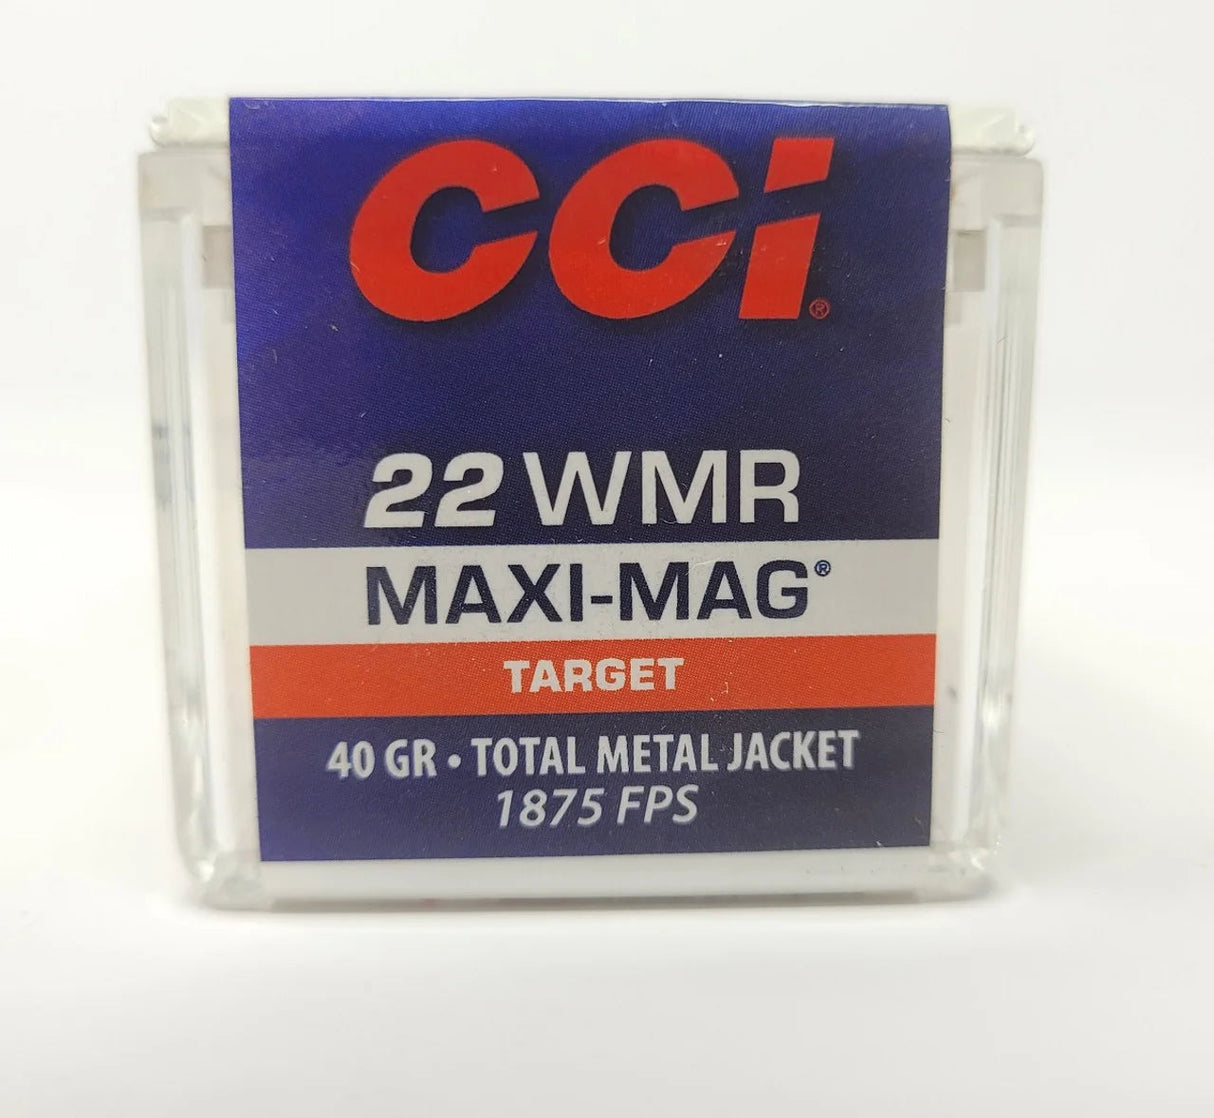 CCI®
22 WMR
MAXI-MAG®
TARGET
40 GR • TOTAL METAL JACKET
1875 FPS